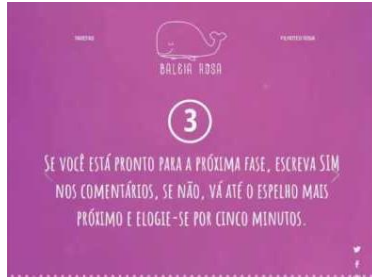 BALEIA ROSA
3
SE VOCÊ ESTÁ PRONTO PARA A PRÓXIMA FASE, ESCREVA SIM
NOS COMENTÁRIOS, SE NÃO, VÁ ATÉ O ESPELHO MAIS
PRÓXIMO E ELOGIE-SE POR CINCO MINUTOS.